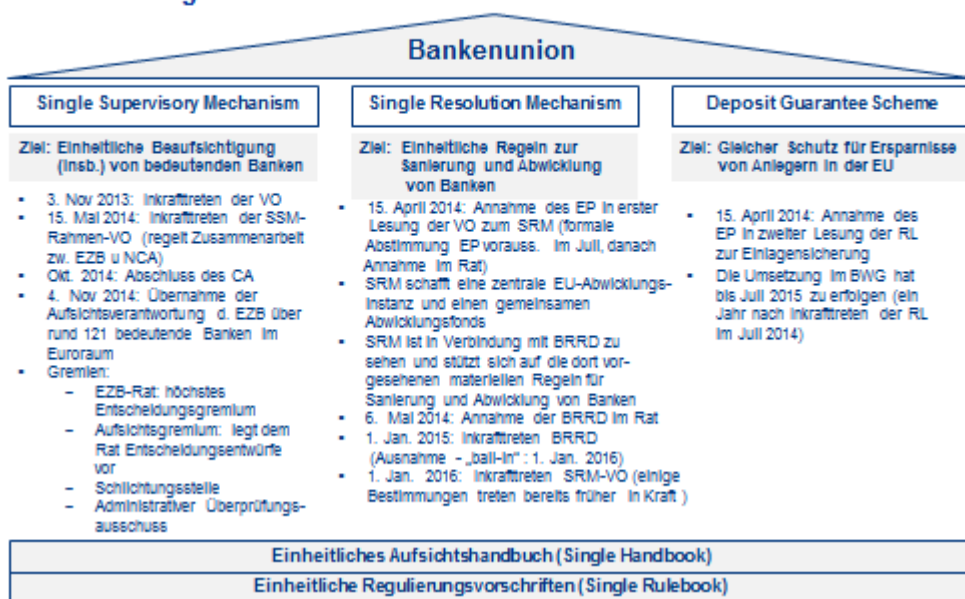 Bankenunion
Single Supervisory Mechanism
Ziel: Einheitliche Beaufsichtigung
(insb.) von bedeutenden Banken
▪ 3. Nov 2013: Inkrafttreten der VO
▪ 15. Mai 2014: Inkrafttreten der SSM-
Rahmen-VO (regelt Zusammenarbeit
zw. EZB u NCA)
▪ Okt. 2014: Abschluss des CA
▪ 4. Nov 2014: Übernahme der
Aufsichtsverantwortung d. EZB über
rund 121 bedeutende Banken im
Euroraum
▪ Gremien:
– EZB-Rat: höchstes
Entscheidungsgremium
– Aufsichtsgremium: legt dem
Rat Entscheidungsentwürfe
vor
– Schlichtungsstelle
– Administrativer Überprüfungs-
ausschuss
Single Resolution Mechanism
Ziel: Einheitliche Regeln zur
Sanierung und Abwicklung
von Banken
▪ 15. April 2014: Annahme des EP in erster
Lesung der VO zum SRM (formale
Abstimmung EP vorauss. im Juli, danach
Annahme im Rat)
▪ SRM schafft eine zentrale EU-Abwicklungs-
instanz und einen gemeinsamen
Abwicklungsfonds
▪ SRM ist in Verbindung mit BRRD zu
sehen und stützt sich auf die dort vor-
gesehenen materiellen Regeln für
Sanierung und Abwicklung von Banken
▪ 6. Mai 2014: Annahme der BRRD im Rat
▪ 1. Jan. 2015: Inkrafttreten BRRD
(Ausnahme - „bail-in“ : 1. Jan. 2016)
▪ 1. Jan. 2016: Inkrafttreten SRM-VO (einige
Bestimmungen treten bereits früher in Kraft )
Deposit Guarantee Scheme
Ziel: Gleicher Schutz für Ersparnisse
von Anlegern in der EU
▪ 15. April 2014: Annahme des
EP in zweiter Lesung der RL
zur Einlagensicherung
▪ Die Umsetzung im BWG hat
bis Juli 2015 zu erfolgen (ein
Jahr nach Inkrafttreten der RL
im Juli 2014)
Einheitliches Aufsichtshandbuch (Single Handbook)
Einheitliche Regulierungsvorschriften (Single Rulebook)